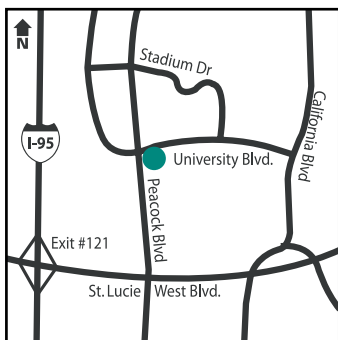 N
Stadium Dr
California Blvd
I-95
University Blvd.
Peacock Blvd
Exit #121
St. Lucie West Blvd.